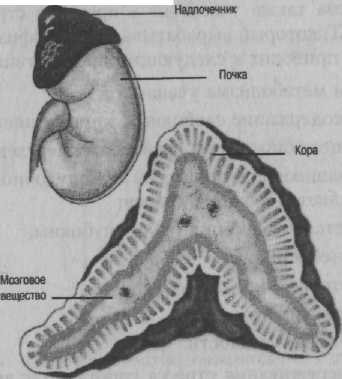 Надпочечник
Почка
Кора
Мозговое
вещество